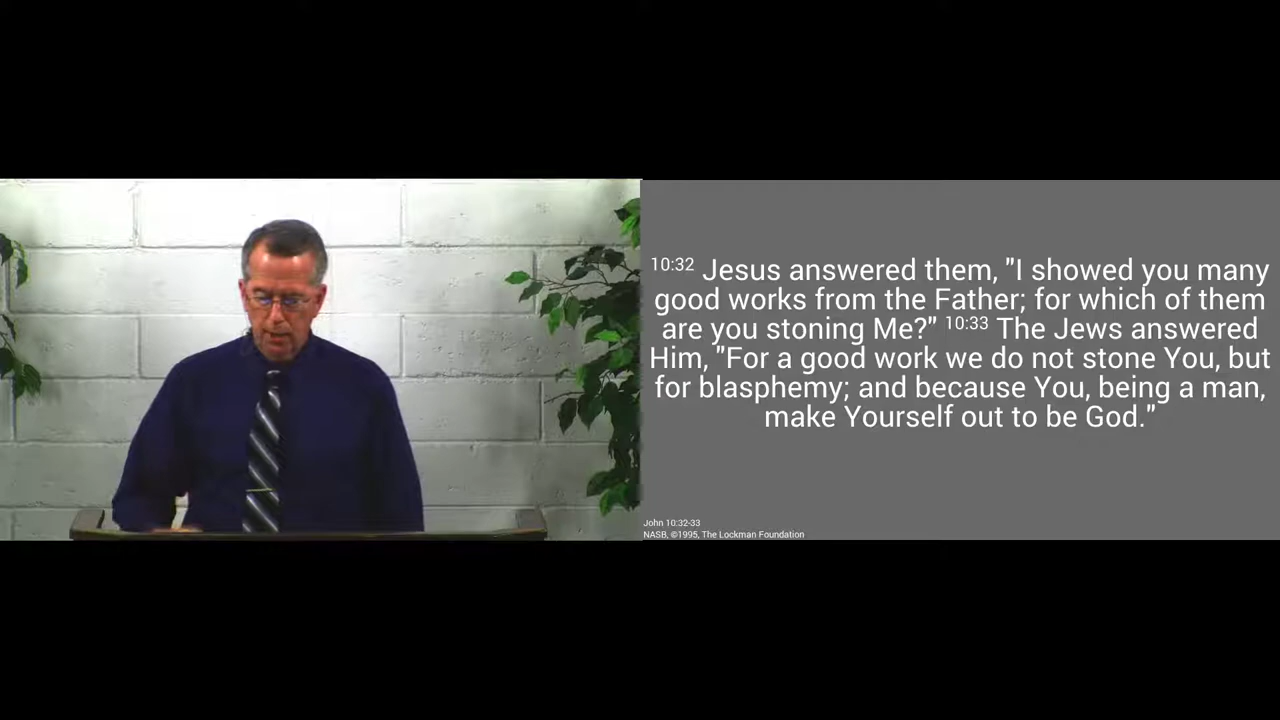 10:32 Jesus answered them, "I showed you many
good works from the Father; for which of them
are you stoning Me?" 10:33 The Jews answered
Him, "For a good work we do not stone You, but
for blasphemy; and because You, being a man,
make Yourself out to be God."
John 10:32-33
NASB, ©1995, The Lockman Foundation